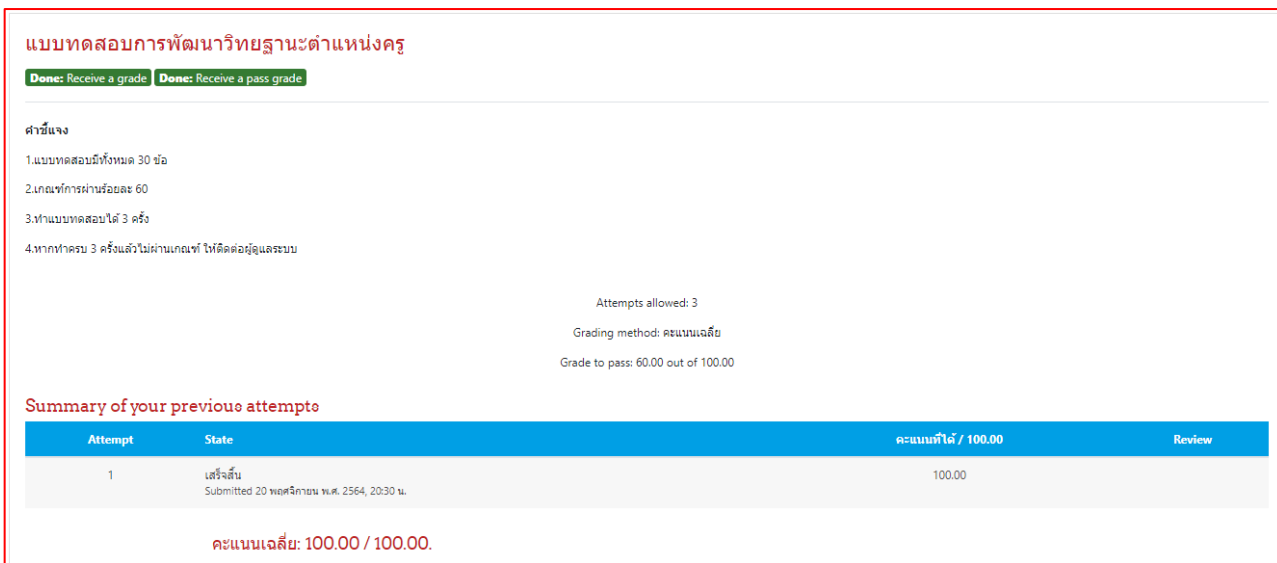 แบบทดสอบการพัฒนาวิทยฐานะตำแหน่งครู
Done: Receive a grade Done: Receive a pass grade
คำชี้แจง
1.แบบทดสอบมีทั้งหมด 30 ข้อ
2.เกณฑ์การผ่านร้อยละ 60
3.ทำแบบทดสอบได้ 3 ครั้ง
4.หากทำครบ 3 ครั้งแล้วไม่ผ่านเกณฑ์ ให้ติดต่อผู้ดูแลระบบ
Attempts allowed: 3
Grading method: คะแนนเฉลี่ย
Grade to pass: 60.00 out of 100.00
Summary of your previous attempts
Attempt State คะแนนที่ได้ / 100.00 Review
1 เสร็จสิ้น 100.00
Submitted 20 พฤศจิกายน พ.ศ. 2564, 20:30 น.
คะแนนเฉลี่ย: 100.00 / 100.00.